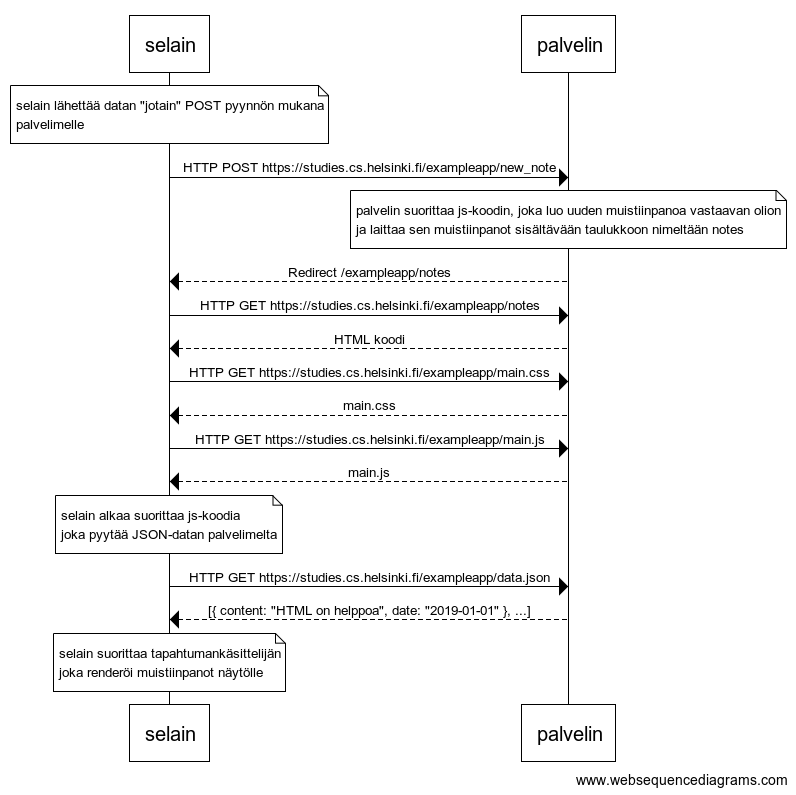 selain
palvelin
selain lähettää datan "jotain" POST pyynnön mukana
palvelimelle
HTTP POST https://studies.cs.helsinki.fi/exampleapp/new_note
palvelin suorittaa js-koodin, joka luo uuden muistiinpanoa vastaavan olion
ja laittaa sen muistiinpanot sisältävään taulukkoon nimeltään notes
Redirect /exampleapp/notes
HTTP GET https://studies.cs.helsinki.fi/exampleapp/notes
HTML koodi
HTTP GET https://studies.cs.helsinki.fi/exampleapp/main.css
main.css
HTTP GET https://studies.cs.helsinki.fi/exampleapp/main.js
main.js
selain alkaa suorittaa js-koodia
joka pyytää JSON-datan palvelimelta
HTTP GET https://studies.cs.helsinki.fi/exampleapp/data.json
[{ content: "HTML on helppoa", date: "2019-01-01" }, ...]
selain suorittaa tapahtumankäsittelijän
joka renderöi muistiinpanot näytölle
selain
palvelin
www.websequencediagrams.com